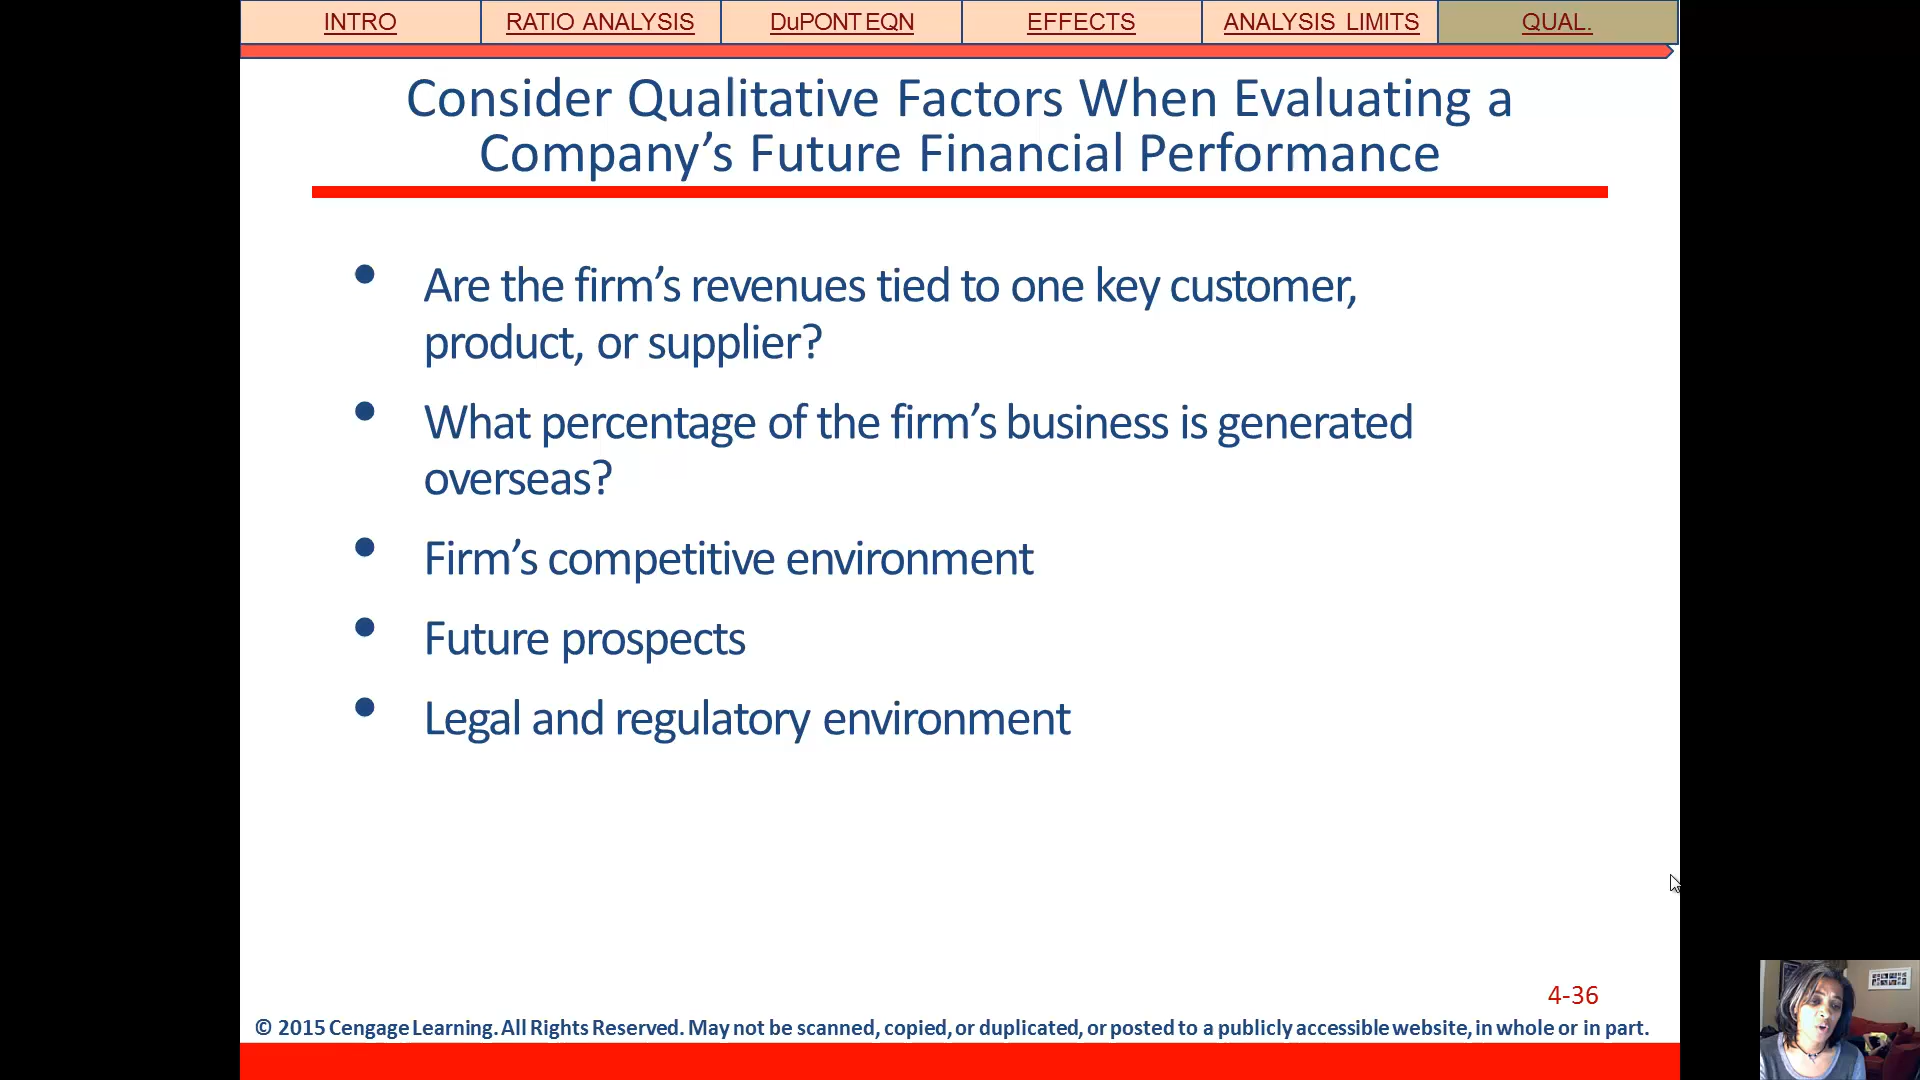 INTRO
RATIO ANALYSIS
DuPONT EQN
EFFECTS
ANALYSIS LIMITS
QUAL.
Consider Qualitative Factors When Evaluating a
Company’s Future Financial Performance
• Are the firm’s revenues tied to one key customer,
product, or supplier?
• What percentage of the firm’s business is generated
overseas?
• Firm’s competitive environment
• Future prospects
• Legal and regulatory environment
4-36
© 2015 Cengage Learning. All Rights Reserved. May not be scanned, copied, or duplicated, or posted to a publicly accessible website, in whole or in part.